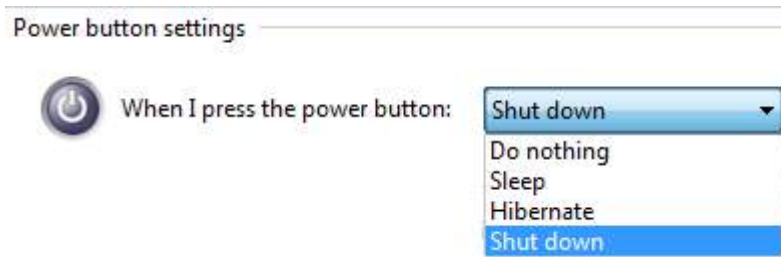 Power button settings
When I press the power button: Shut down
Do nothing
Sleep
Hibernate
Shut down